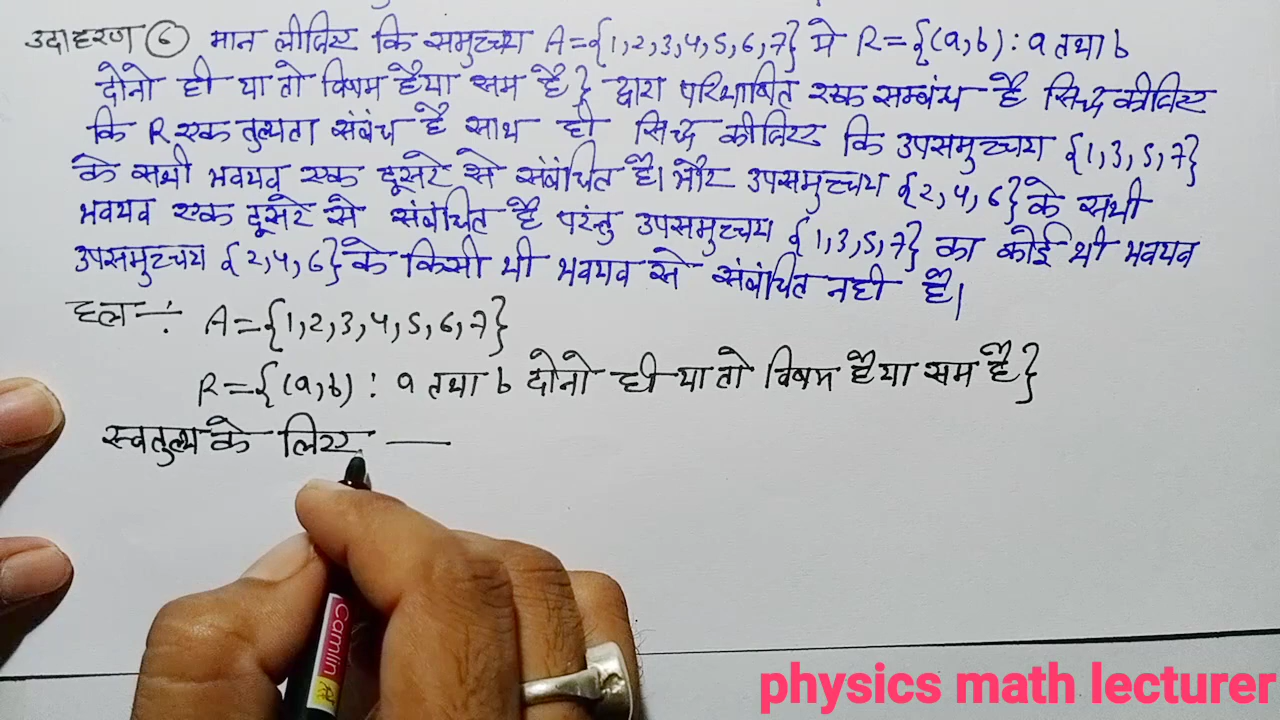 उदाहरण ⑥ मान लीजिए कि समुच्चय A={1,2,3,4,5,6,7} मे R={(a,b) : a तथा b
दोनो ही या तो विषम है या सम है} द्वारा परिभाषित एक सम्बंध है सिद्ध कीजिए
कि R एक तुल्यता संबंध है साथ ही सिद्ध कीजिए कि उपसमुच्चय {1,3,5,7}
के सभी अवयव एक दूसरे से संबंधित है। और उपसमुच्चय {2,4,6} के सभी
अवयव एक दूसरे से संबंधित है परंन्तु उपसमुच्चय {1,3,5,7} का कोई भी अवयव
उपसमुच्चय {2,4,6} के किसी भी अवयव से संबंधित नही है।
हल ÷ A={1,2,3,4,5,6,7}
R={(a,b) : a तथा b दोनो ही या तो विषम है या सम है}
स्वतुल्य के लिए —
Camlin
physics math lecturer